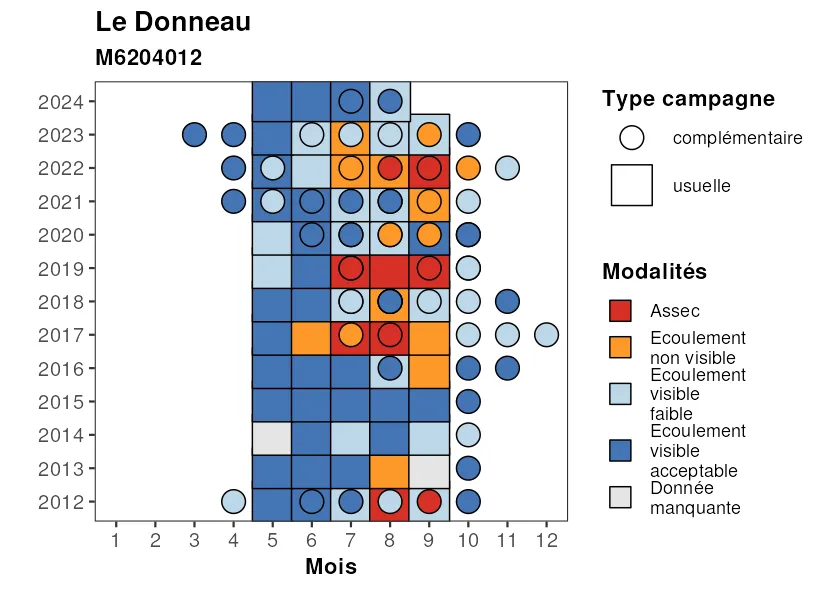 Le Donneau
M6204012
2024
2023
2022
2021
2020
2019
2018
2017
2016
2015
2014
2013
2012
1 2 3 4 5 6 7 8 9 10 11 12
Mois
Type campagne
complémentaire
usuelle
Modalités
Assec
Ecoulement
non visible
Ecoulement
visible
faible
Ecoulement
visible
acceptable
Donnée
manquante